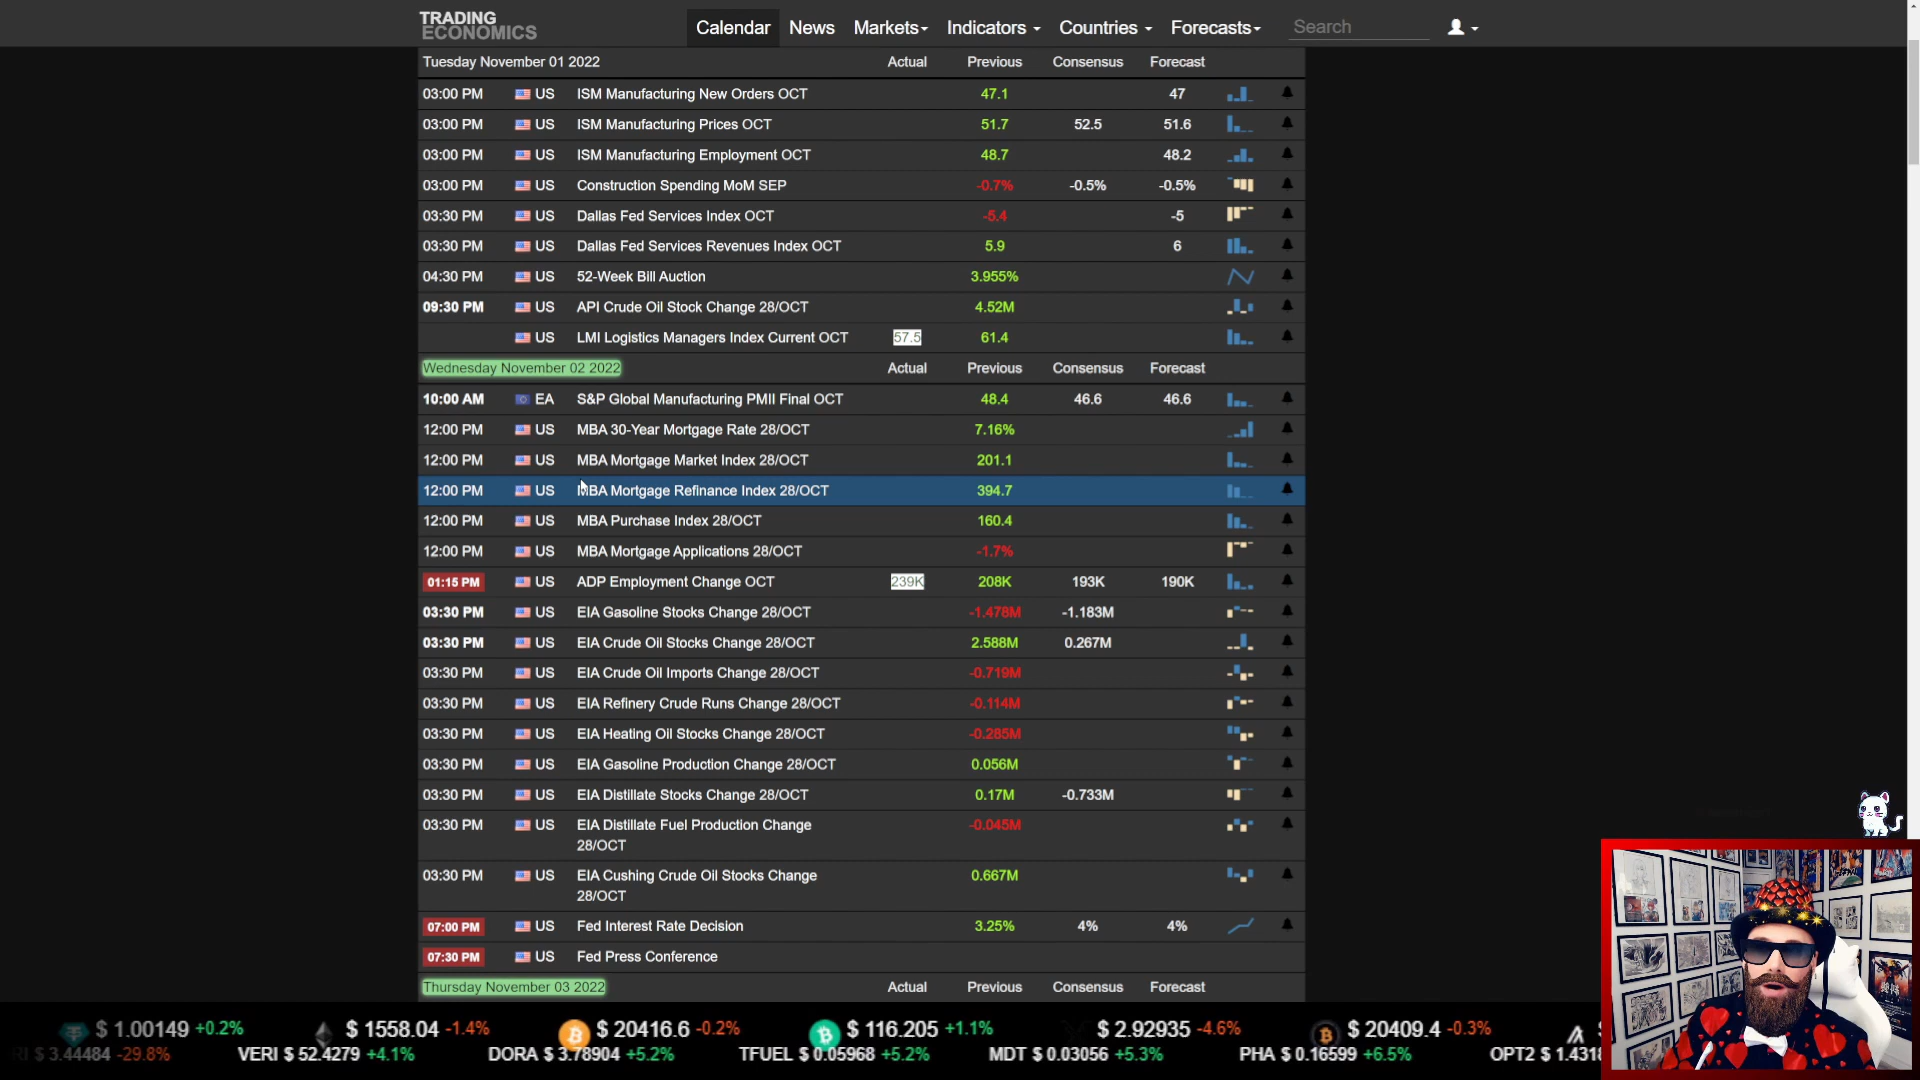 TRADING
ECONOMICS
Calendar News Markets Indicators Countries Forecasts Search
Tuesday November 01 2022 Actual Previous Consensus Forecast
03:00 PM US ISM Manufacturing New Orders OCT 47.1 47
03:00 PM US ISM Manufacturing Prices OCT 51.7 52.5 51.6
03:00 PM US ISM Manufacturing Employment OCT 48.7 48.2
03:00 PM US Construction Spending MoM SEP -0.7% -0.5% -0.5%
03:30 PM US Dallas Fed Services Index OCT -5.4 -5
03:30 PM US Dallas Fed Services Revenues Index OCT 5.9 6
04:30 PM US 52-Week Bill Auction 3.955%
09:30 PM US API Crude Oil Stock Change 28/OCT 4.52M
US LMI Logistics Managers Index Current OCT 57.5 61.4
Wednesday November 02 2022 Actual Previous Consensus Forecast
10:00 AM EA S&P Global Manufacturing PMII Final OCT 48.4 46.6 46.6
12:00 PM US MBA 30-Year Mortgage Rate 28/OCT 7.16%
12:00 PM US MBA Mortgage Market Index 28/OCT 201.1
12:00 PM US MBA Mortgage Refinance Index 28/OCT 394.7
12:00 PM US MBA Purchase Index 28/OCT 160.4
12:00 PM US MBA Mortgage Applications 28/OCT -1.7%
01:15 PM US ADP Employment Change OCT 239K 208K 193K 190K
03:30 PM US EIA Gasoline Stocks Change 28/OCT -1.478M -1.183M
03:30 PM US EIA Crude Oil Stocks Change 28/OCT 2.588M 0.267M
03:30 PM US EIA Crude Oil Imports Change 28/OCT -0.719M
03:30 PM US EIA Refinery Crude Runs Change 28/OCT -0.114M
03:30 PM US EIA Heating Oil Stocks Change 28/OCT -0.285M
03:30 PM US EIA Gasoline Production Change 28/OCT 0.056M
03:30 PM US EIA Distillate Stocks Change 28/OCT 0.17M -0.733M
03:30 PM US EIA Distillate Fuel Production Change -0.045M
28/OCT
03:30 PM US EIA Cushing Crude Oil Stocks Change 0.667M
28/OCT
07:00 PM US Fed Interest Rate Decision 3.25% 4% 4%
07:30 PM US Fed Press Conference
Thursday November 03 2022 Actual Previous Consensus Forecast
$ 1.00149 +0.2% $ 1558.04 -1.4% $ 20416.6 -0.2% $ 116.205 +1.1% $ 2.92935 -4.6% $ 20409.4 -0.3%
$ 3.44484 -29.8% VERI $ 52.4279 +4.1% DORA $ 3.78904 +5.2% TFUEL $ 0.05968 +5.2% MDT $ 0.03056 +5.3% PHA $ 0.16599 +6.5% OPT2 $ 1.4318